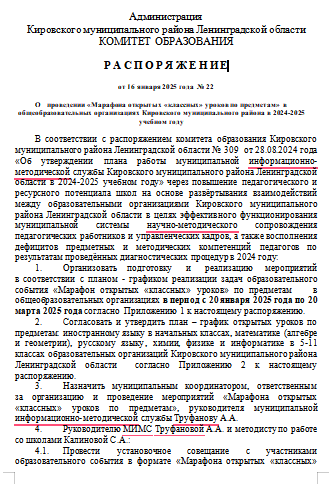 Администрация
Кировского муниципального района Ленинградской области
КОМИТЕТ ОБРАЗОВАНИЯ
Р А С П О Р Я Ж Е Н И Е
от 16 января 2025 года № 22
О проведении «Марафона открытых «классных» уроков по предметам» в
общеобразовательных организациях Кировского муниципального района в 2024-2025
учебном году
В соответствии с распоряжением комитета образования Кировского
муниципального района Ленинградской области № 309 от 28.08.2024 года
«Об утверждении плана работы муниципальной информационно-
методической службы Кировского муниципального района Ленинградской
области в 2024-2025 учебном году» через повышение педагогического и
ресурсного потенциала школ на основе развёртывания взаимодействий
между образовательными организациями Кировского муниципального
района Ленинградской области в целях эффективного функционирования
муниципальной системы научно-методического сопровождения
педагогических работников и управленческих кадров, а также восполнения
дефицитов предметных и методических компетенций педагогов по
результатам проведённых диагностических процедур в 2024 году:
1. Организовать подготовку и реализацию мероприятий
в соответствии с планом - графиком реализации задач образовательного
события «Марафона открытых «классных» уроков по предметам» в
общеобразовательных организациях в период с 20 января 2025 года по 20
марта 2025 года согласно Приложению 1 к настоящему распоряжению.
2. Согласовать и утвердить план – график открытых уроков по
предметам: иностранному языку в начальных классах, математике (алгебре
и геометрии), русскому языку, химии, физике и информатике в 5-11
классах образовательных организаций Кировского муниципального района
Ленинградской области согласно Приложению 2 к настоящему
распоряжению.
3. Назначить муниципальным координатором, ответственным
за организацию и проведение мероприятий «Марафона открытых
«классных» уроков по предметам», руководителя муниципальной
информационно-методической службы Труфанову А.А.
4. Руководителю МИМС Труфановой А.А. и методисту по работе
со школами Калиновой С.А.:
4.1. Провести установочное совещание с участниками
образовательного события в формате «Марафона открытых «классных»